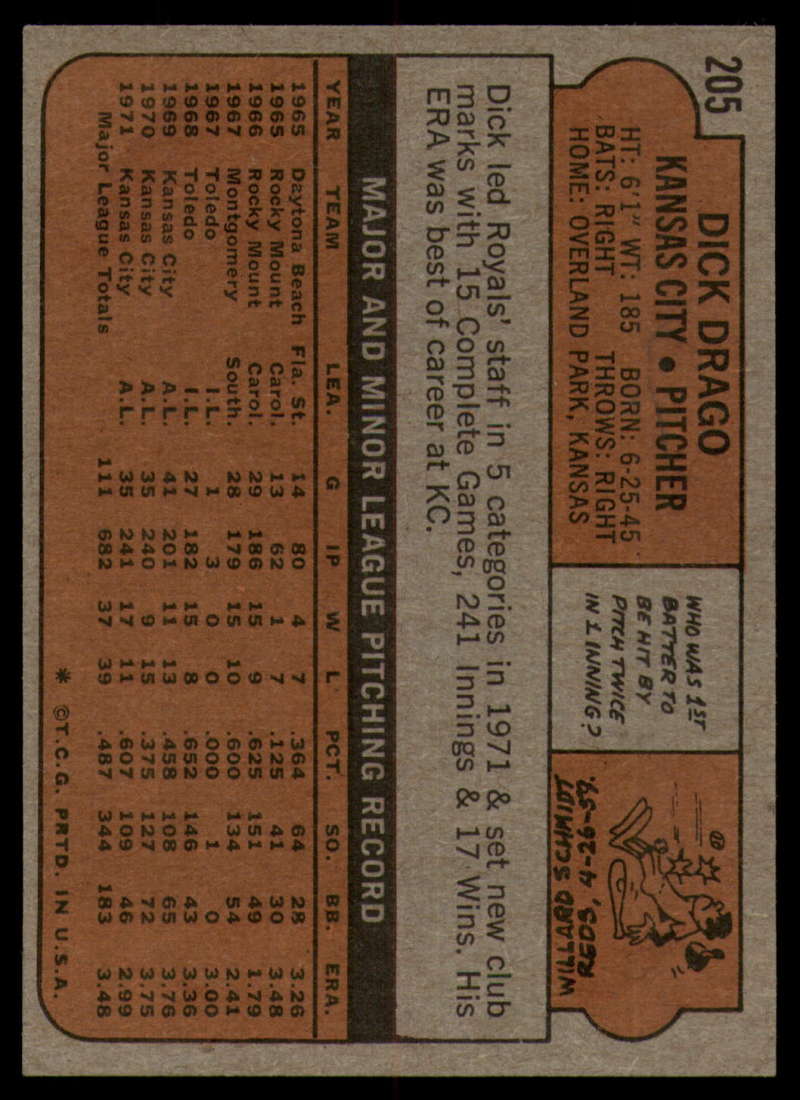 205
DICK DRAGO
KANSAS CITY • PITCHER
HT: 6'1" WT: 185 BORN: 6-25-45
BATS: RIGHT THROWS: RIGHT
HOME: OVERLAND PARK, KANSAS
WHO WAS 1ST
BATTER TO
BE HIT BY
PITCH TWICE
IN 1 INNING?
WILLARD SCHMIDT
REDS, 4-26-59.
Dick led Royals' staff in 5 categories in 1971 & set new club
marks with 15 Complete Games, 241 Innings & 17 Wins. His
ERA was best of career at KC.
MAJOR AND MINOR LEAGUE PITCHING RECORD
YEAR TEAM LEA. G IP W L PCT. SO. BB. ERA.
1965 Daytona Beach Fla. St. 14 80 4 7 .364 64 28 3.26
1965 Rocky Mount Carol. 13 62 1 7 .125 41 30 3.48
1966 Rocky Mount Carol. 29 186 15 9 .625 151 49 1.79
1967 Montgomery South. 28 179 15 10 .600 134 54 2.41
1967 Toledo I.L. 1 3 0 0 .000 1 0 3.00
1968 Toledo I.L. 27 182 15 8 .652 146 43 3.36
1969 Kansas City A.L. 41 201 11 13 .458 108 65 3.76
1970 Kansas City A.L. 35 240 9 15 .375 127 72 3.75
1971 Kansas City A.L. 35 241 17 11 .607 109 46 2.99
Major League Totals 111 682 37 39 .487 344 183 3.48
* ©T.C.G. PRTD. IN U.S.A.